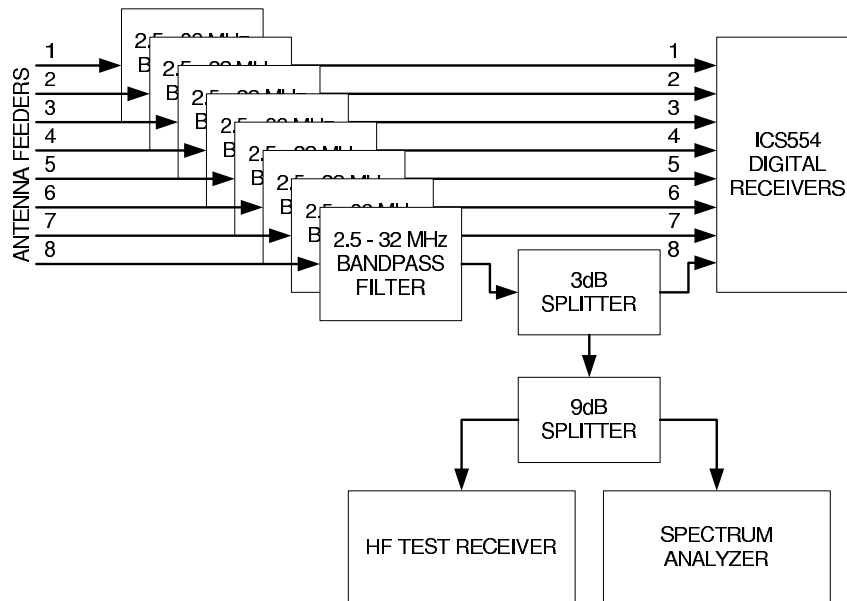 ANTENNA FEEDERS
1
2
3
4
5
6
7
8
2.5 - 32 MHz
BANDPASS
FILTER
1
2
3
4
5
6
7
8
ICS554
DIGITAL
RECEIVERS
3dB
SPLITTER
9dB
SPLITTER
HF TEST RECEIVER
SPECTRUM
ANALYZER